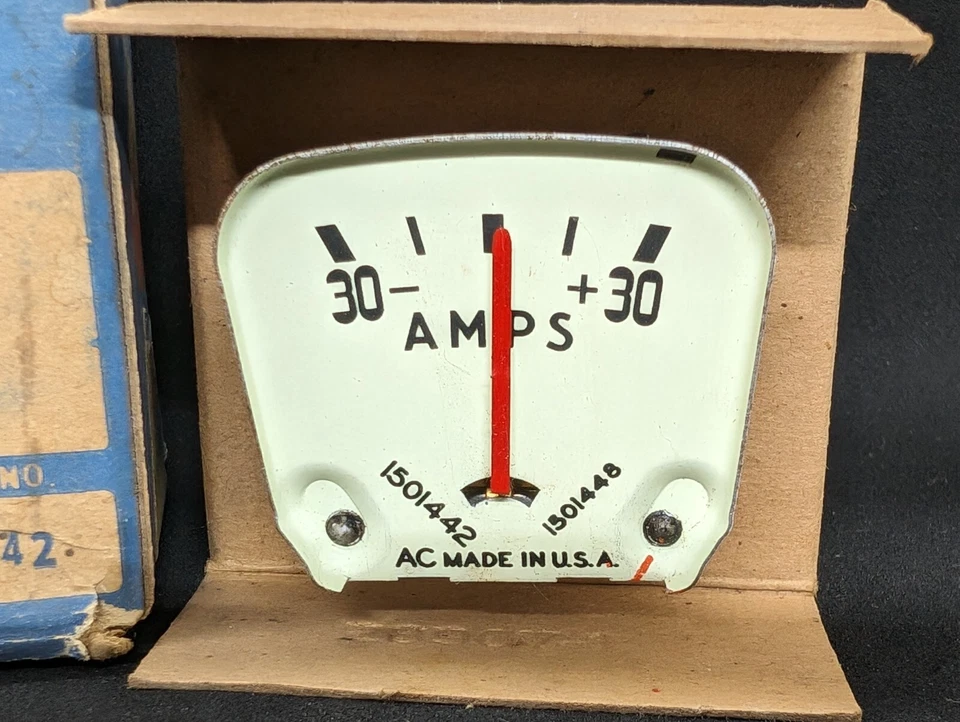 30 – + 30
AMPS
1501442 1501448
AC MADE IN U.S.A.
NO.
42